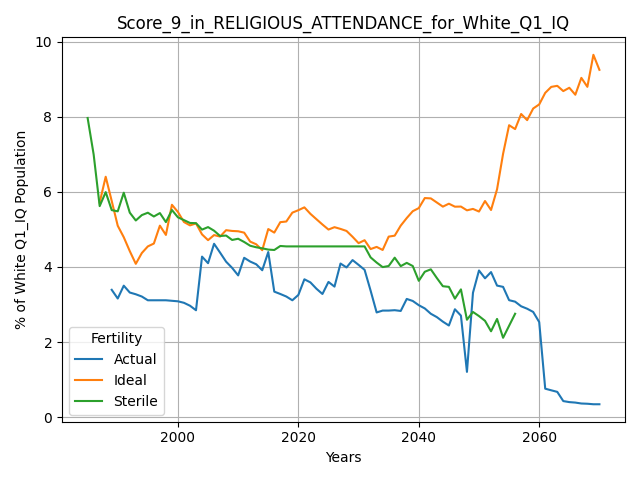 Score_9_in_RELIGIOUS_ATTENDANCE_for_White_Q1_IQ
% of White Q1_IQ Population
10
8
6
4
2
0
Fertility
Actual
Ideal
Sterile
2000
2020
2040
2060
Years